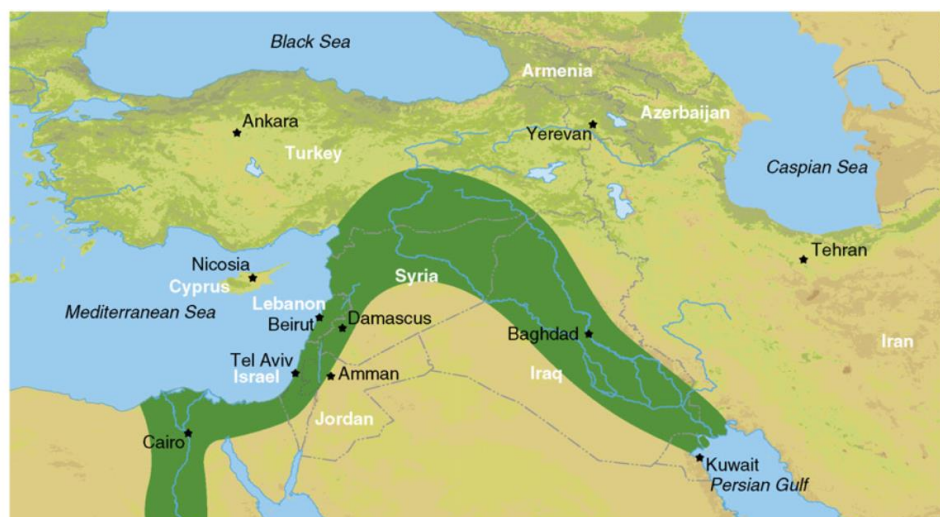 Black Sea
Armenia
Azerbaijan
Ankara
Yerevan
Turkey
Caspian Sea
Tehran
Nicosia
Cyprus
Syria
Lebanon
Mediterranean Sea
Beirut
Damascus
Baghdad
Iran
Tel Aviv
Israel
Amman
Iraq
Jordan
Cairo
Kuwait
Persian Gulf